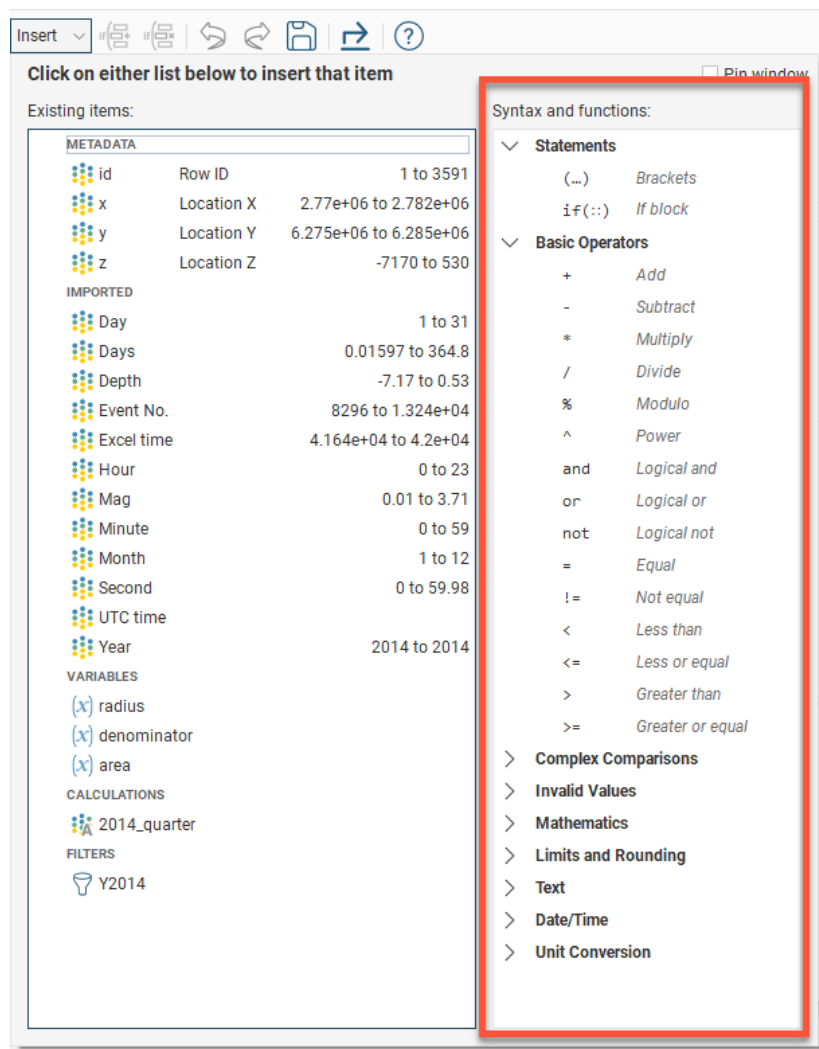 Insert
if if ?
Click on either list below to insert that item
Pin window
Existing items:
METADATA
id Row ID 1 to 3591
x Location X 2.77e+06 to 2.782e+06
y Location Y 6.275e+06 to 6.285e+06
z Location Z -7170 to 530
IMPORTED
Day 1 to 31
Days 0.01597 to 364.8
Depth -7.17 to 0.53
Event No. 8296 to 1.324e+04
Excel time 4.164e+04 to 4.2e+04
Hour 0 to 23
Mag 0.01 to 3.71
Minute 0 to 59
Month 1 to 12
Second 0 to 59.98
UTC time
Year 2014 to 2014
VARIABLES
(x) radius
(x) denominator
(x) area
CALCULATIONS
A 2014_quarter
FILTERS
Y2014
Syntax and functions:
Statements
(…) Brackets
if(::) If block
Basic Operators
+ Add
- Subtract
* Multiply
/ Divide
% Modulo
^ Power
and Logical and
or Logical or
not Logical not
= Equal
!= Not equal
< Less than
<= Less or equal
> Greater than
>= Greater or equal
Complex Comparisons
Invalid Values
Mathematics
Limits and Rounding
Text
Date/Time
Unit Conversion